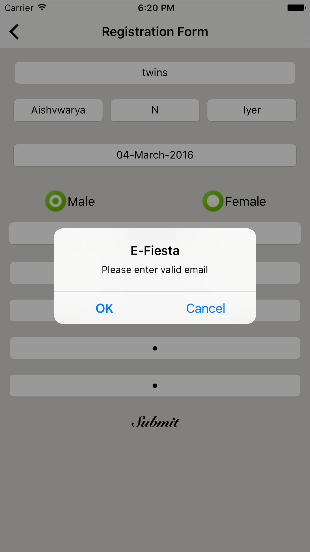 Carrier 6:20 PM
Registration Form
twins
Aishvwarya N Iyer
04-March-2016
Male Female
E-Fiesta
Please enter valid email
OK Cancel
Submit